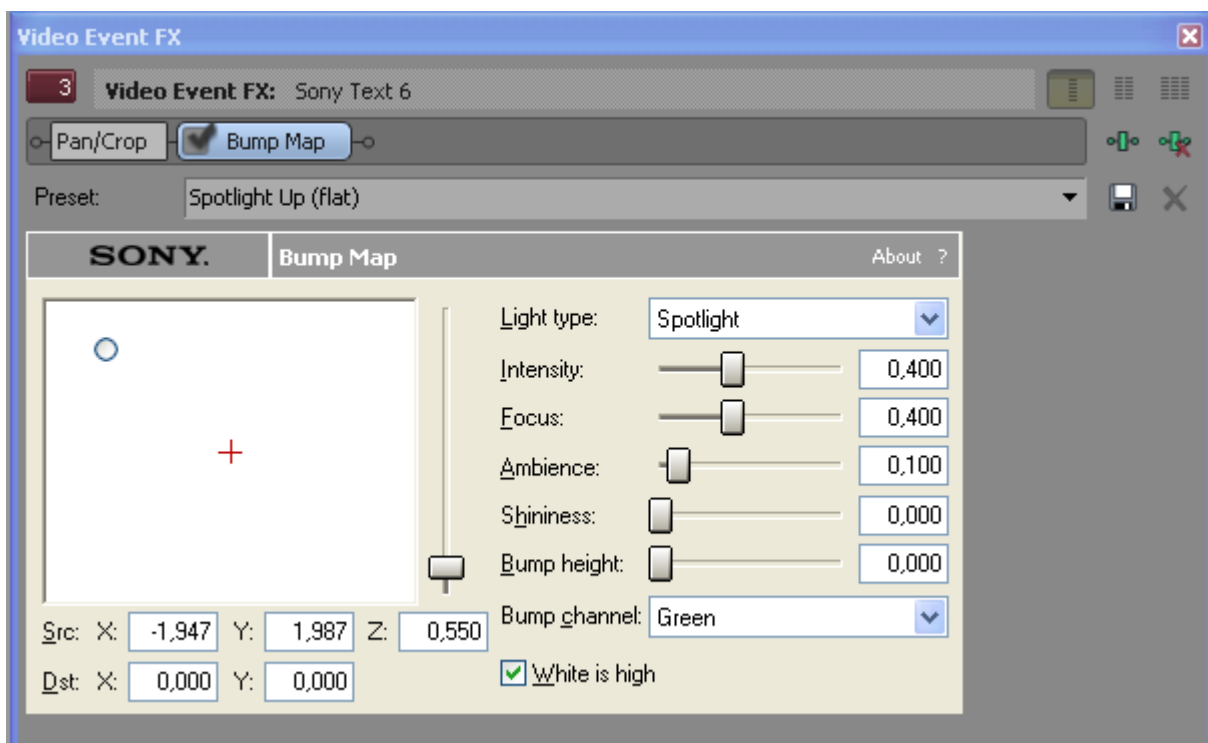 Video Event FX
3 Video Event FX: Sony Text 6
Pan/Crop Bump Map
Preset: Spotlight Up (flat)
SONY. Bump Map About ?
Light type: Spotlight
Intensity: 0,400
Focus: 0,400
Ambience: 0,100
Shininess: 0,000
Bump height: 0,000
Bump channel: Green
Src: X: -1,947 Y: 1,987 Z: 0,550
White is high
Dst: X: 0,000 Y: 0,000